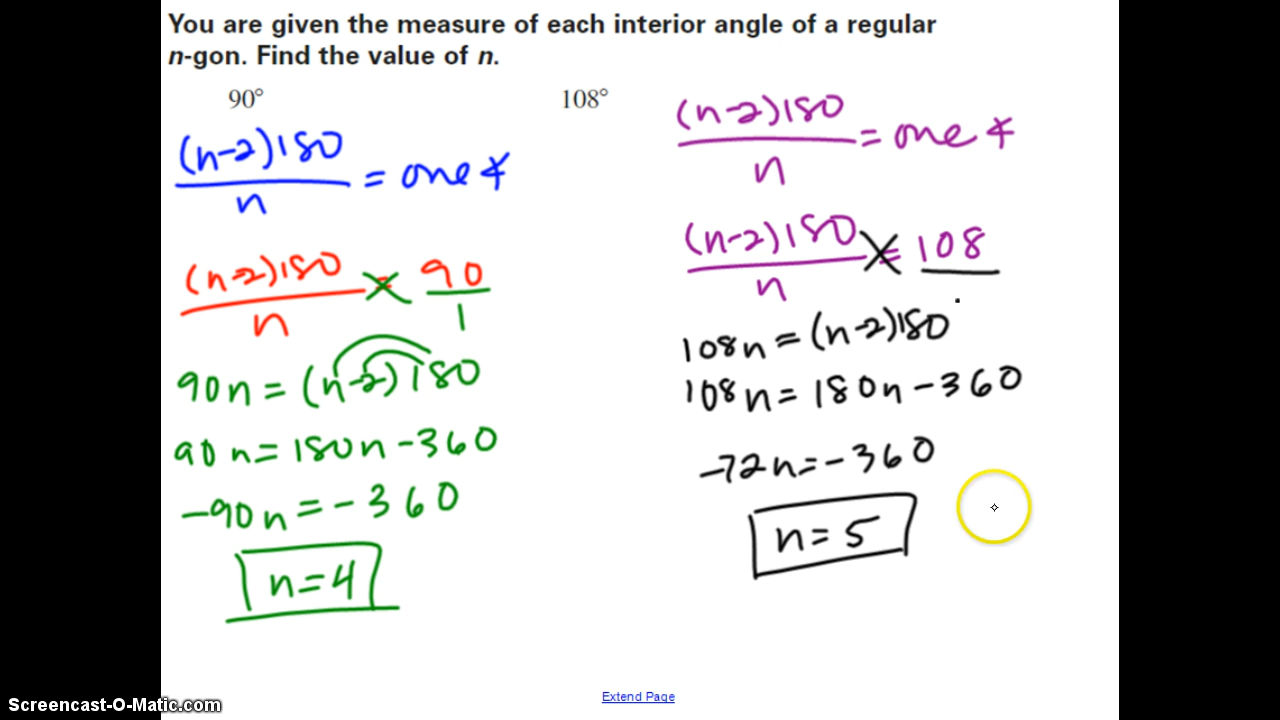 You are given the measure of each interior angle of a regular
n-gon. Find the value of n.
90°
(n-2)180
n
= one ∡
(n-2)180
n
= 90
1
90n = (n-2)180
90n = 180n - 360
-90n = -360
n = 4
108°
(n-2)180
n
= one ∡
(n-2)180
n
= 108
108n = (n-2)180
108n = 180n - 360
-72n = -360
n = 5
Extend Page
Screencast-O-Matic.com